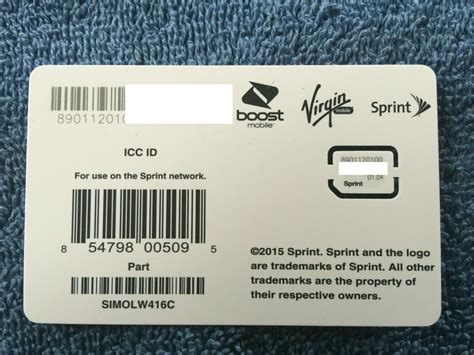 890112010
boost
mobile
Virgin
mobile
Sprint
ICC ID
For use on the Sprint network.
8901120100
01.04
Sprint
8 54798 00509 5
Part
SIMOLW416C
©2015 Sprint. Sprint and the logo
are trademarks of Sprint. All other
trademarks are the property of
their respective owners.